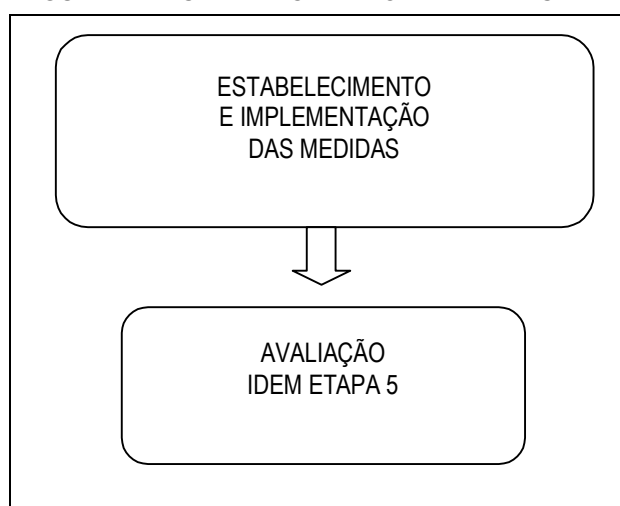 ESTABELECIMENTO
E IMPLEMENTAÇÃO
DAS MEDIDAS
AVALIAÇÃO
IDEM ETAPA 5